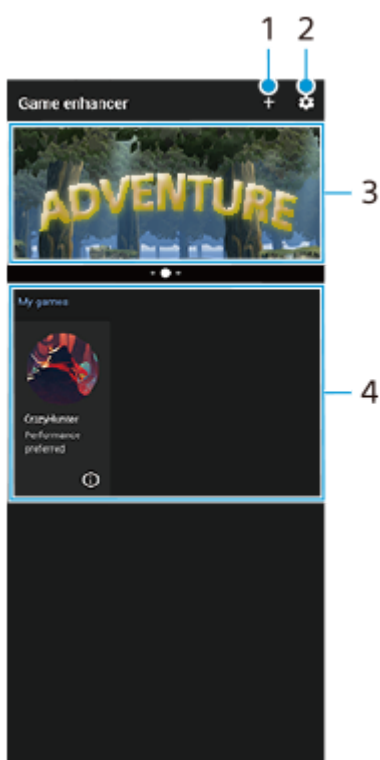 1 2
Game enhancer
ADVENTURE
3
My games
4
CrazyHunter
Performance
preferred